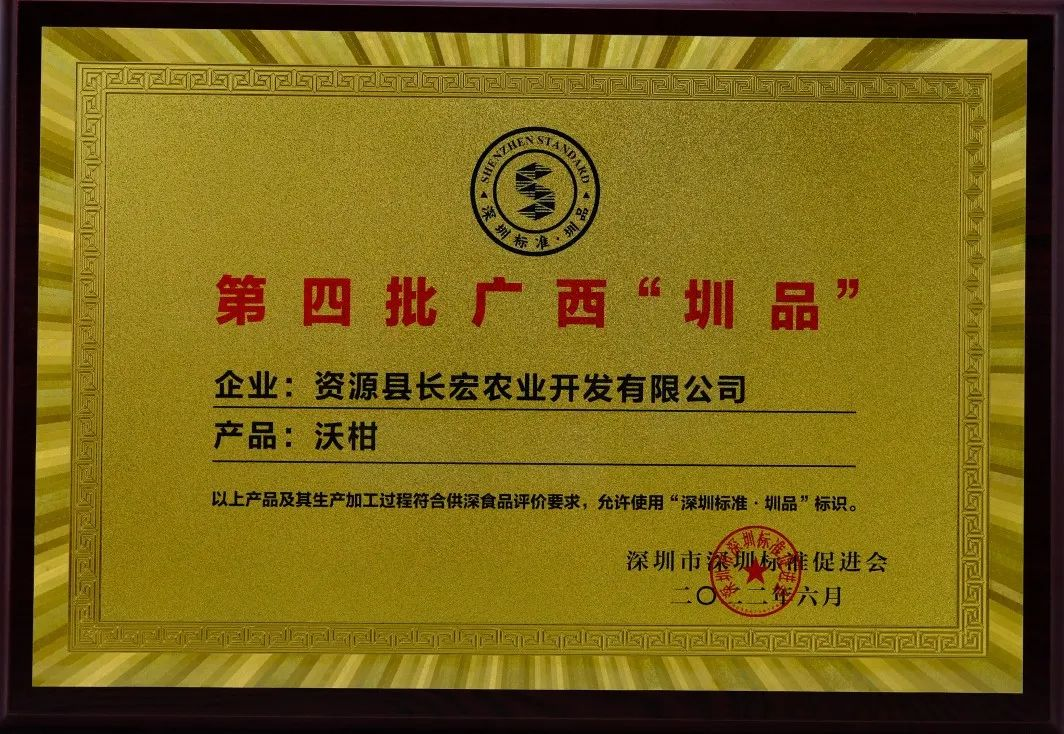 SHENZHEN STANDARD
深圳标准·圳品
第四批广西“圳品”
企业：资源县长宏农业开发有限公司
产品：沃柑
以上产品及其生产加工过程符合供深食品评价要求，允许使用“深圳标准·圳品”标识。
深圳市深圳标准促进会
二〇二二年六月